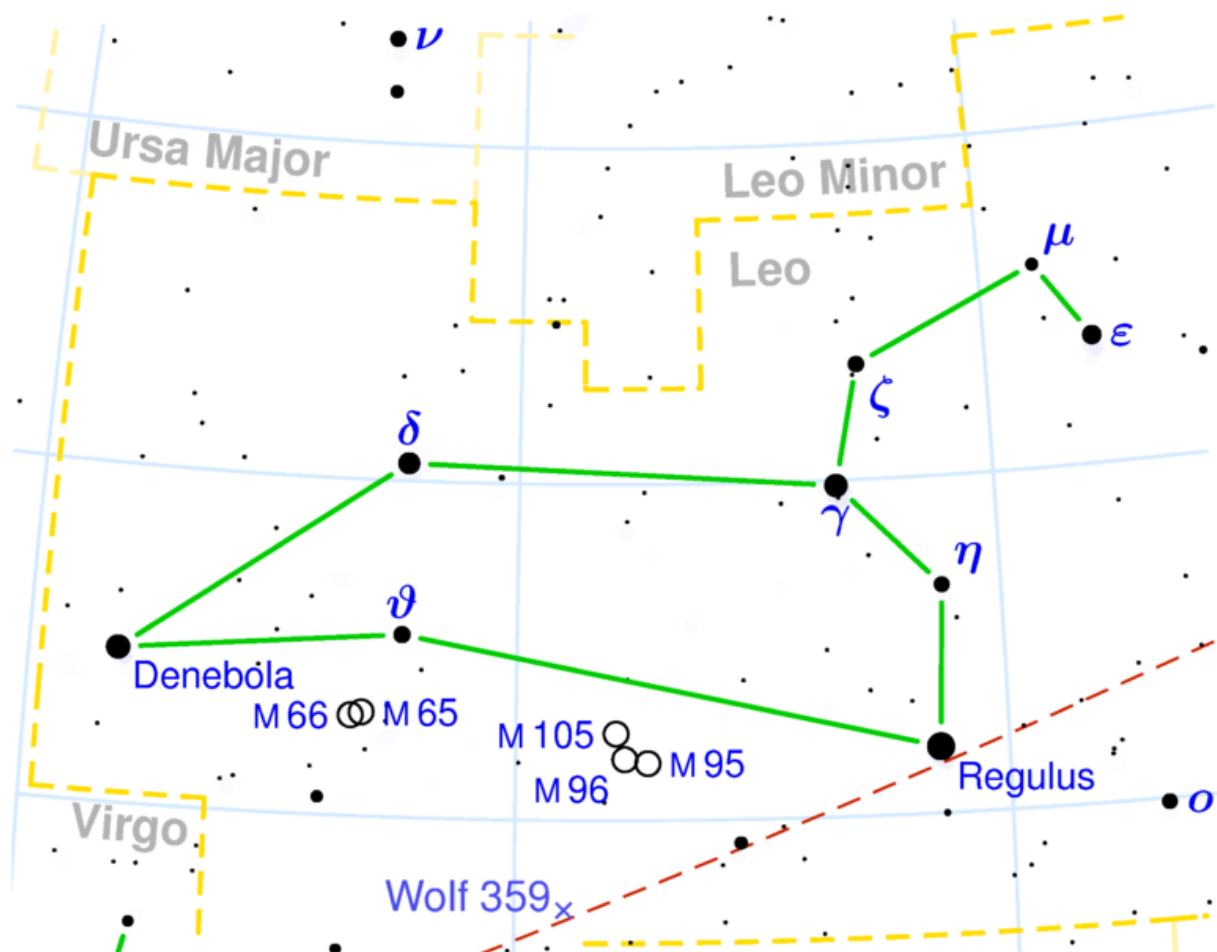 ν
Ursa Major
Leo Minor
Leo
μ
ε
ζ
δ
γ
η
ϑ
Denebola
M 66
M 65
M 105
M 95
M 96
Regulus
ο
Virgo
Wolf 359